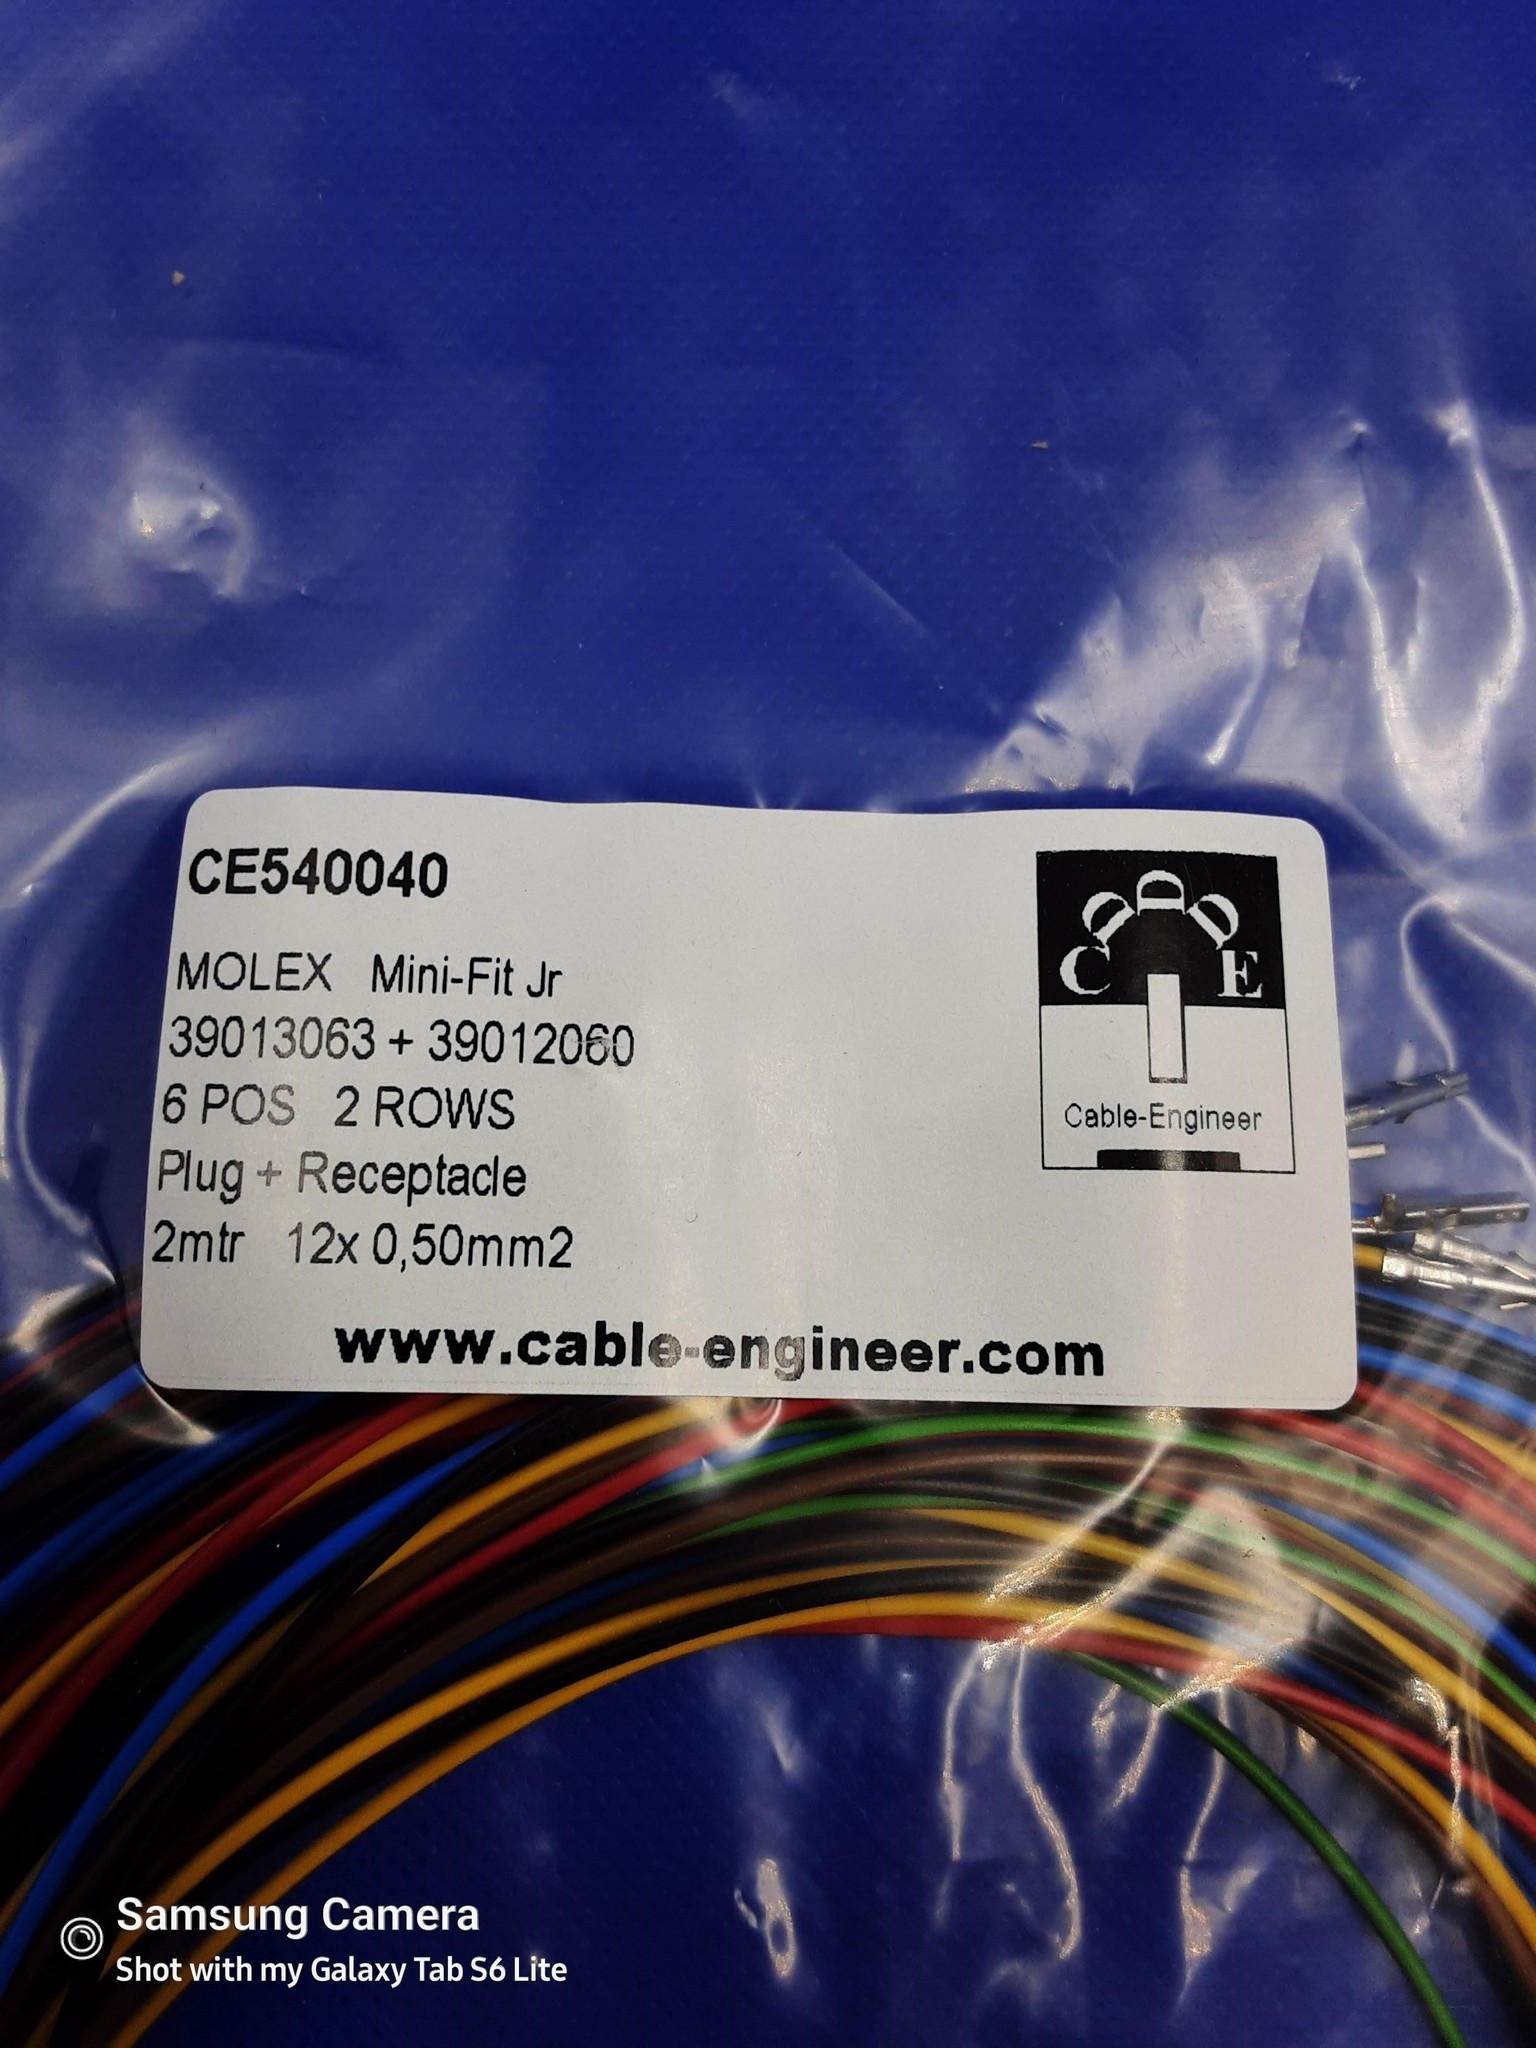 CE540040
MOLEX Mini-Fit Jr
39013063 + 39012060
6 POS 2 ROWS
Plug + Receptacle
2mtr 12x 0,50mm2
www.cable-engineer.com
C E
Cable-Engineer
Samsung Camera
Shot with my Galaxy Tab S6 Lite